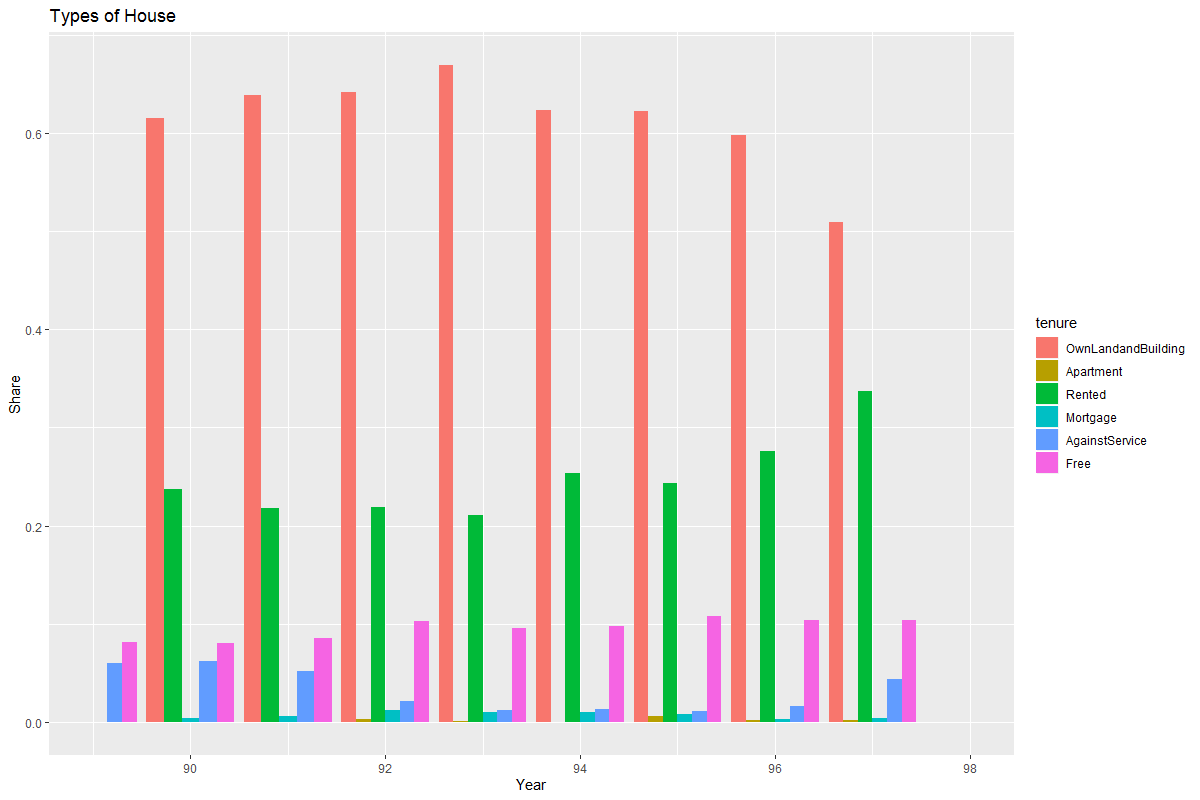 Types of House
0.6
0.4
0.2
0.0
Share
90
92
94
96
98
Year
tenure
OwnLandandBuilding
Apartment
Rented
Mortgage
AgainstService
Free